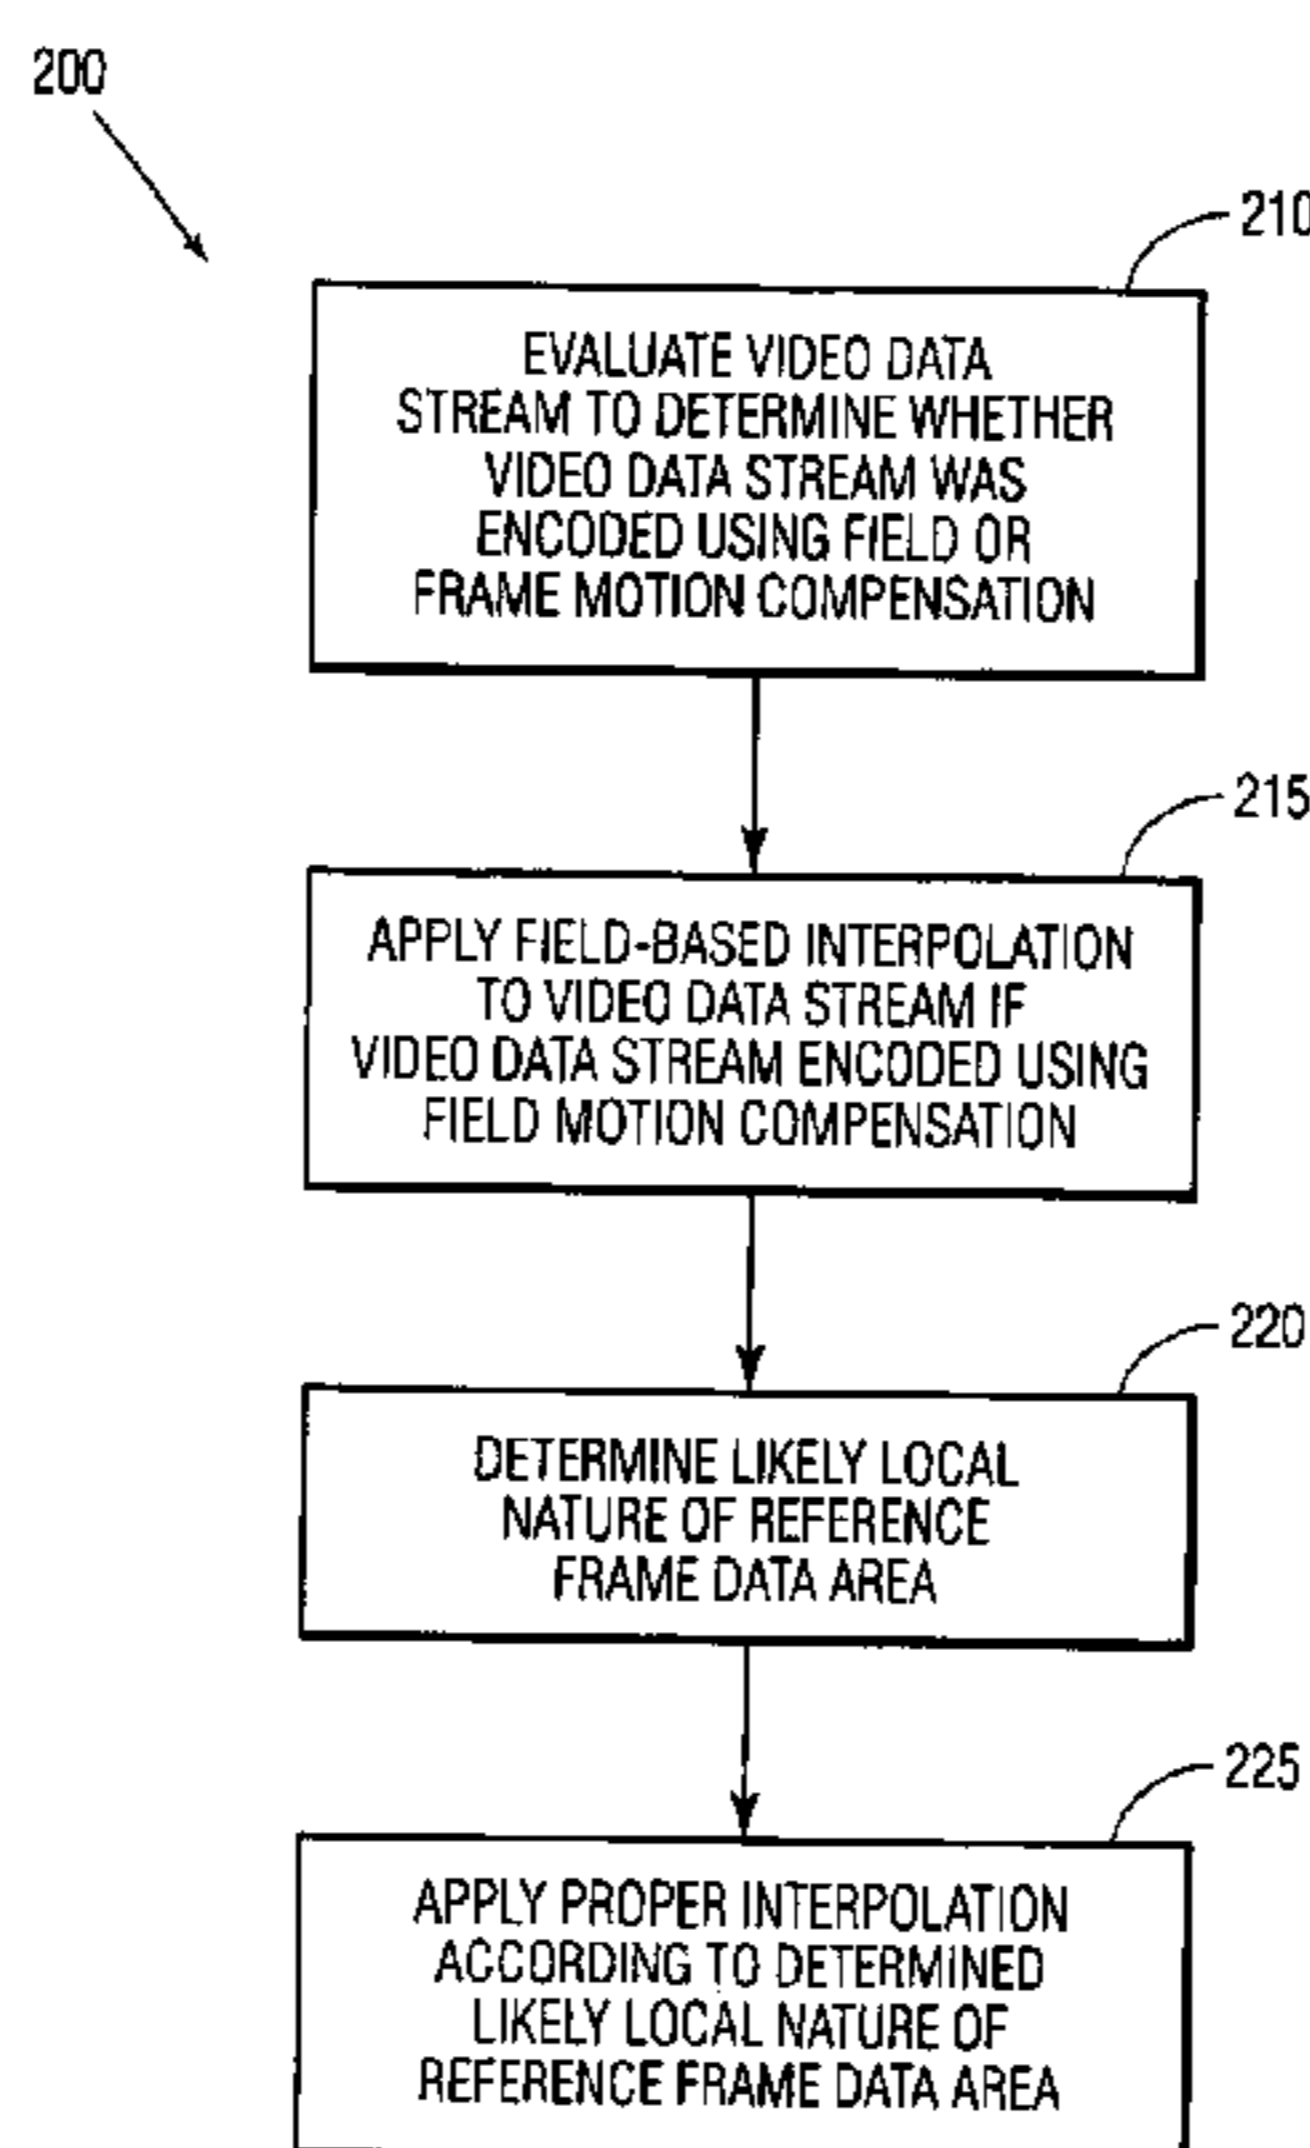 200
210
EVALUATE VIDEO DATA
STREAM TO DETERMINE WHETHER
VIDEO DATA STREAM WAS
ENCODED USING FIELD OR
FRAME MOTION COMPENSATION
215
APPLY FIELD-BASED INTERPOLATION
TO VIDEO DATA STREAM IF
VIDEO DATA STREAM ENCODED USING
FIELD MOTION COMPENSATION
220
DETERMINE LIKELY LOCAL
NATURE OF REFERENCE
FRAME DATA AREA
225
APPLY PROPER INTERPOLATION
ACCORDING TO DETERMINED
LIKELY LOCAL NATURE OF
REFERENCE FRAME DATA AREA